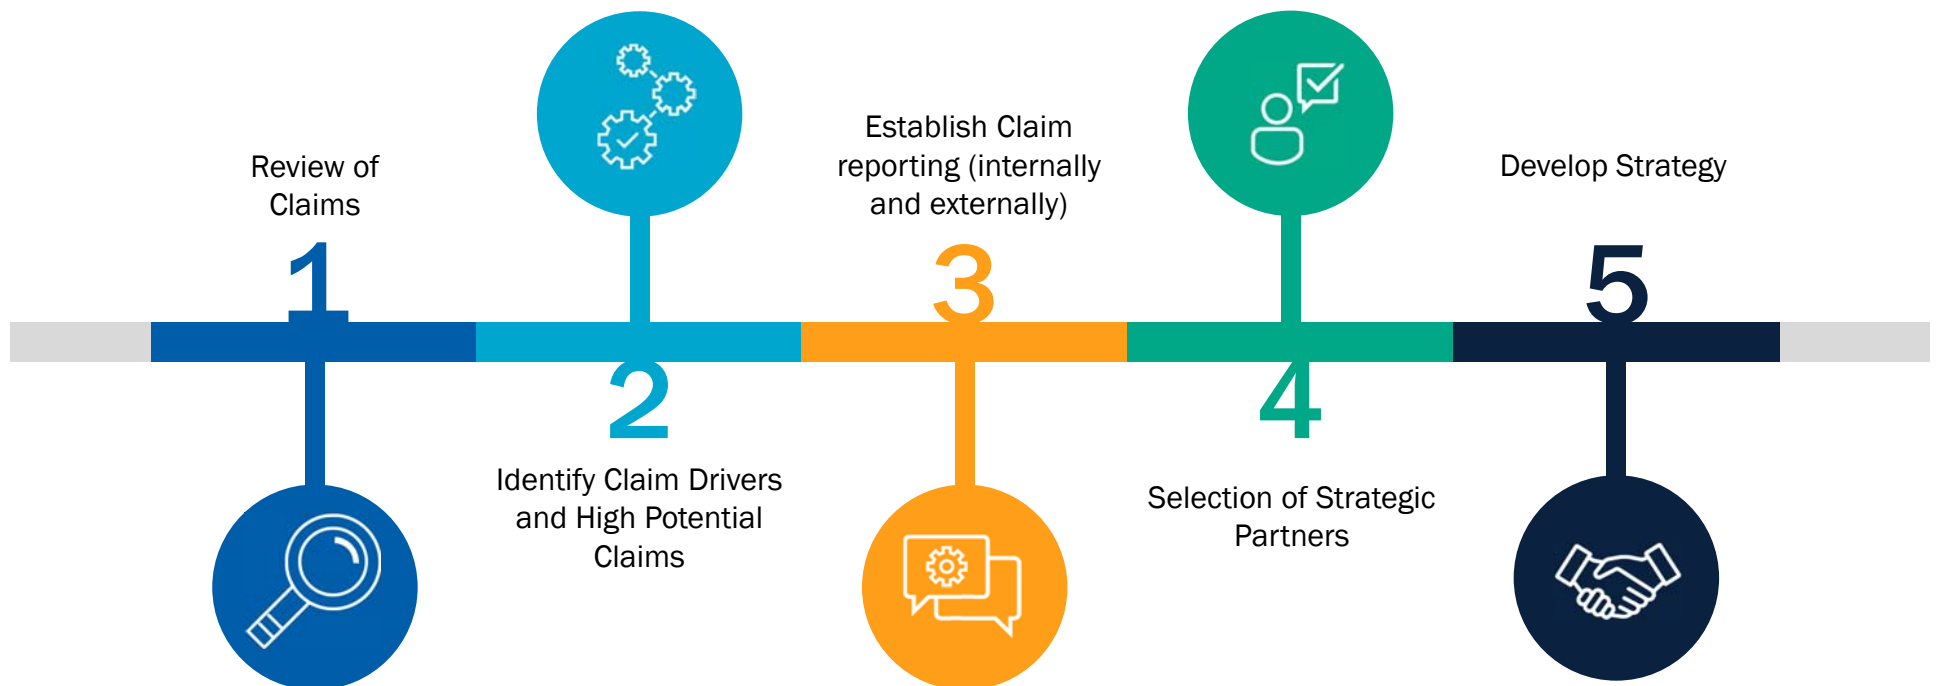 Review of
Claims
1
2
Identify Claim Drivers
and High Potential
Claims
Establish Claim
reporting (internally
and externally)
3
4
Selection of Strategic
Partners
Develop Strategy
5